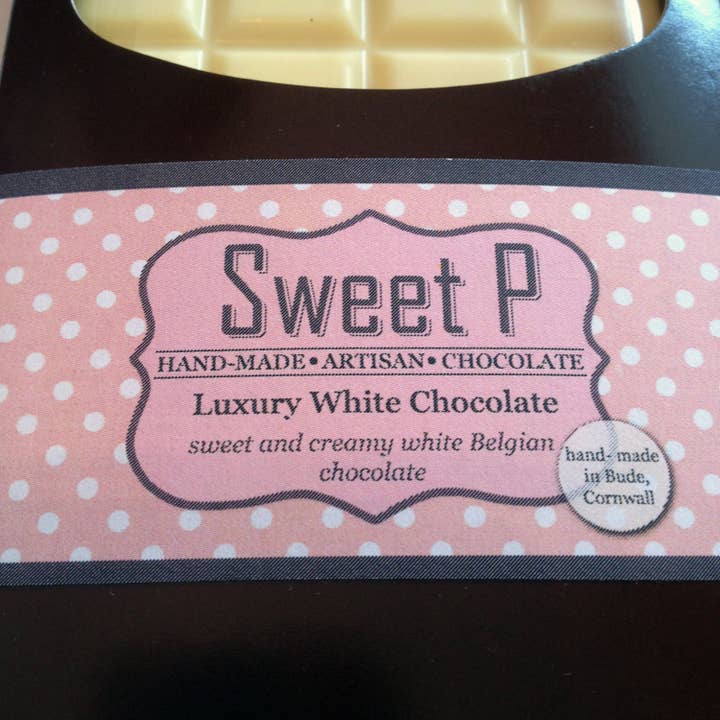 Sweet P
HAND-MADE • ARTISAN • CHOCOLATE
Luxury White Chocolate
sweet and creamy white Belgian
chocolate
hand-made
in Bude,
Cornwall